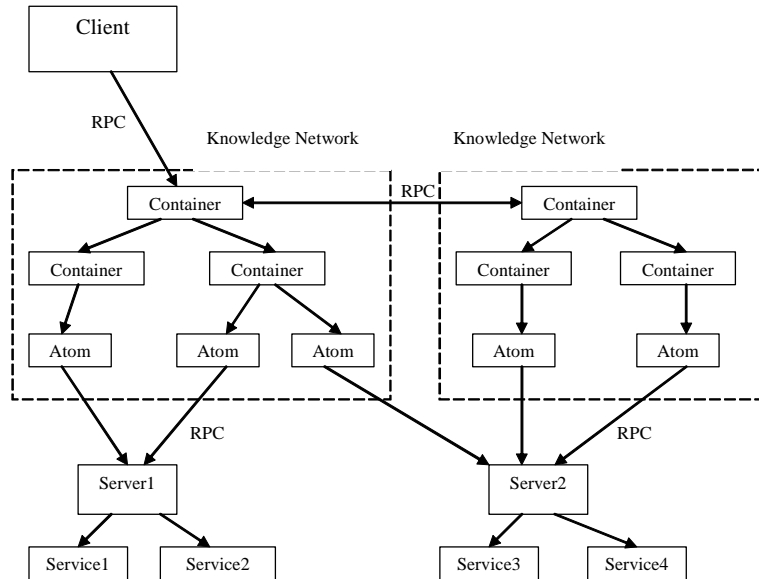 Client
RPC
Knowledge Network
Knowledge Network
RPC
Container
Container
Container
Container
Container
Container
Atom
Atom
Atom
Atom
Atom
RPC
RPC
Server1
Server2
Service1
Service2
Service3
Service4